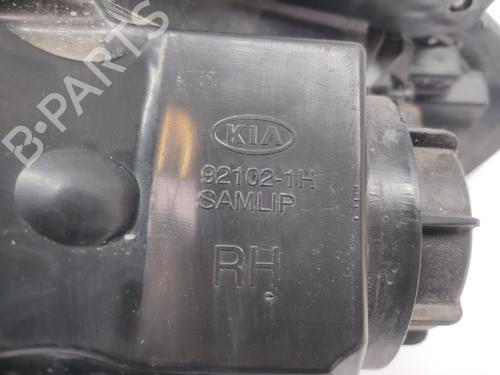 B-PARTS
KIA
92102-1H
SAMLIP
RH